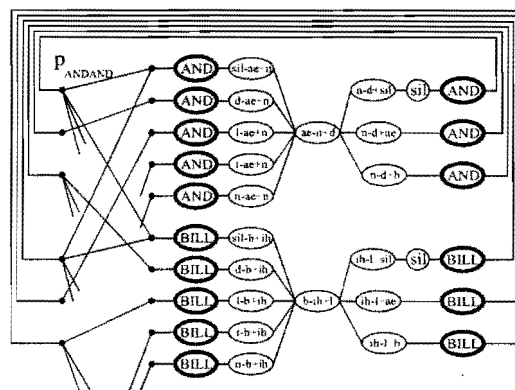 P ANDAND
AND sil-ae+n
AND d-ae+n n-d+sil sil AND
AND l-ae+n ae-n+d n-d+ae AND
AND t-ae+n n-d+b AND
AND n-ae+n
BILL sil-b+ih
BILL d-b+ih ih-l sil sil BILL
BILL l-b+ih b-ih+l ih-l+ae BILL
BILL t-b+ih ih-l b BILL
BILL n-b+ih